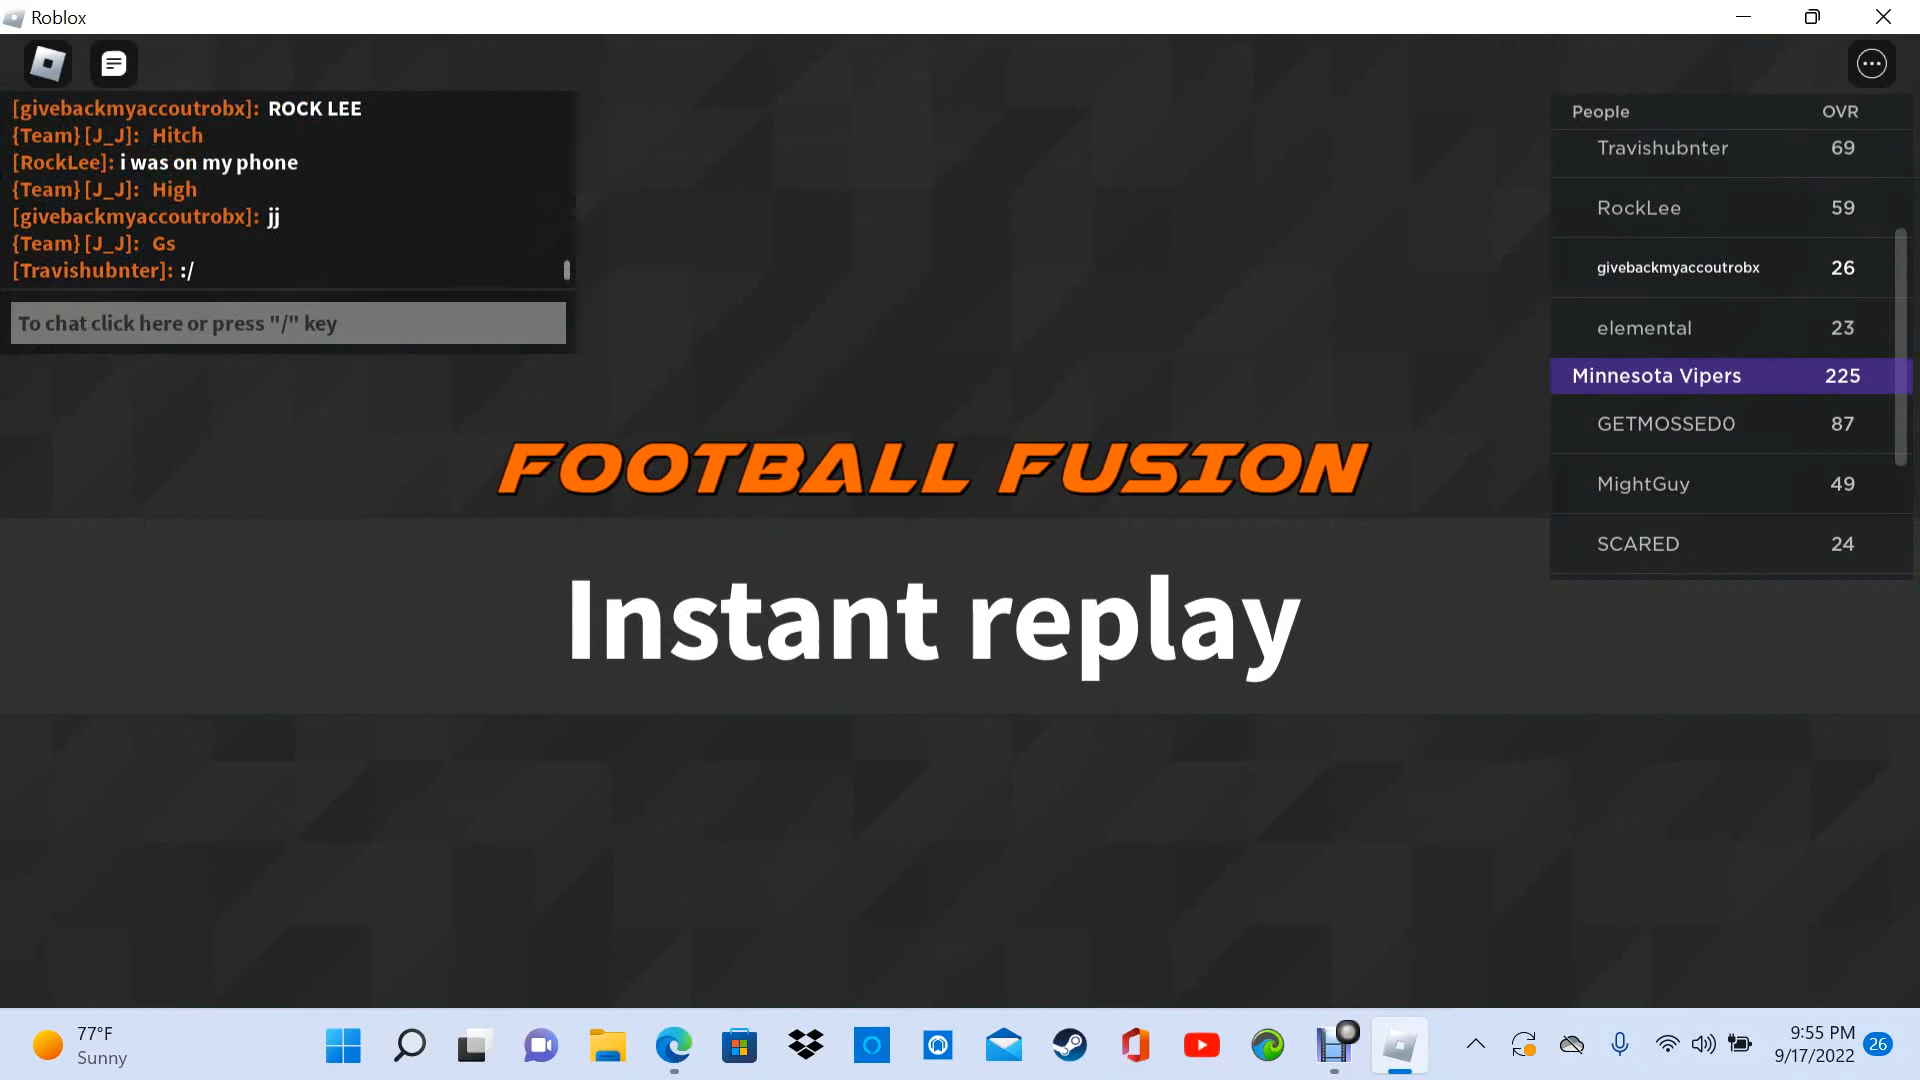 Roblox
[givebackmyaccoutrobx]: ROCK LEE
{Team} [J_J]: Hitch
[RockLee]: i was on my phone
{Team} [J_J]: High
[givebackmyaccoutrobx]: jj
{Team} [J_J]: Gs
[Travishubnter]: :/
To chat click here or press "/" key
People OVR
Travishubnter 69
RockLee 59
givebackmyaccoutrobx 26
elemental 23
Minnesota Vipers 225
GETMOSSED0 87
MightGuy 49
SCARED 24
FOOTBALL FUSION
Instant replay
77°F
Sunny
9:55 PM
9/17/2022
26